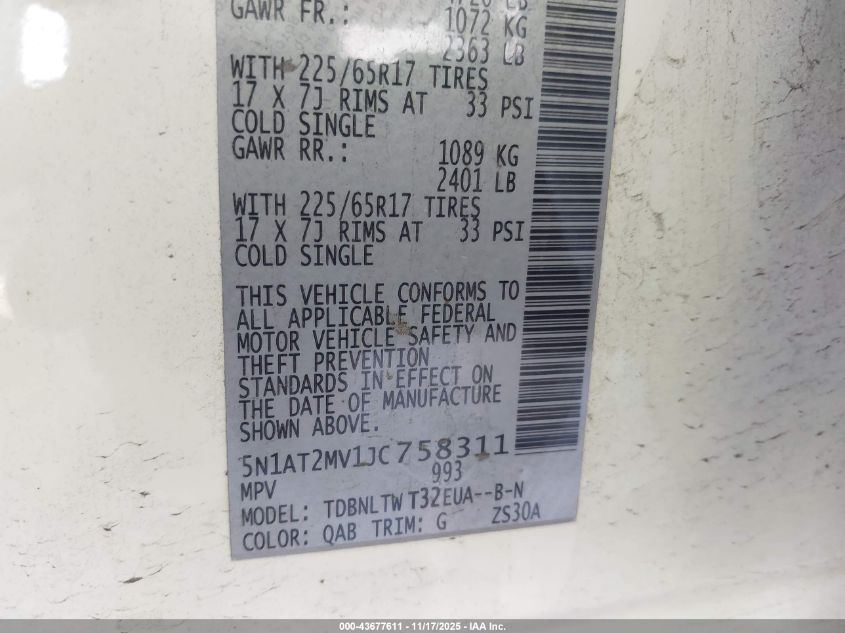 GAWR FR.: 1072 KG
2363 LB
WITH 225/65R17 TIRES
17 X 7J RIMS AT 33 PSI
COLD SINGLE
GAWR RR.: 1089 KG
2401 LB
WITH 225/65R17 TIRES
17 X 7J RIMS AT 33 PSI
COLD SINGLE
THIS VEHICLE CONFORMS TO
ALL APPLICABLE FEDERAL
MOTOR VEHICLE SAFETY AND
THEFT PREVENTION
STANDARDS IN EFFECT ON
THE DATE OF MANUFACTURE
SHOWN ABOVE.
5N1AT2MV1JC758311
993
MPV
MODEL: TDBNLTW T32EUA--B-N
COLOR: QAB TRIM: G ZS30A
000-43677611 - 11/17/2025 - IAA Inc.